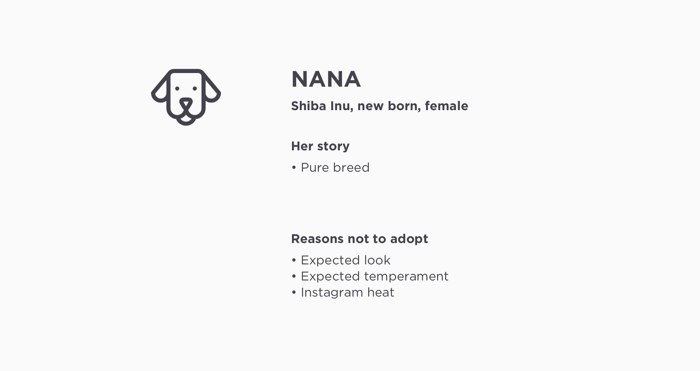 NANA
Shiba Inu, new born, female
Her story
• Pure breed
Reasons not to adopt
• Expected look
• Expected temperament
• Instagram heat